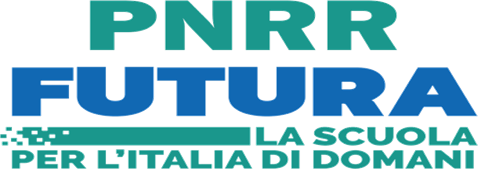 PNRR
FUTURA
LA SCUOLA
PER L'ITALIA DI DOMANI